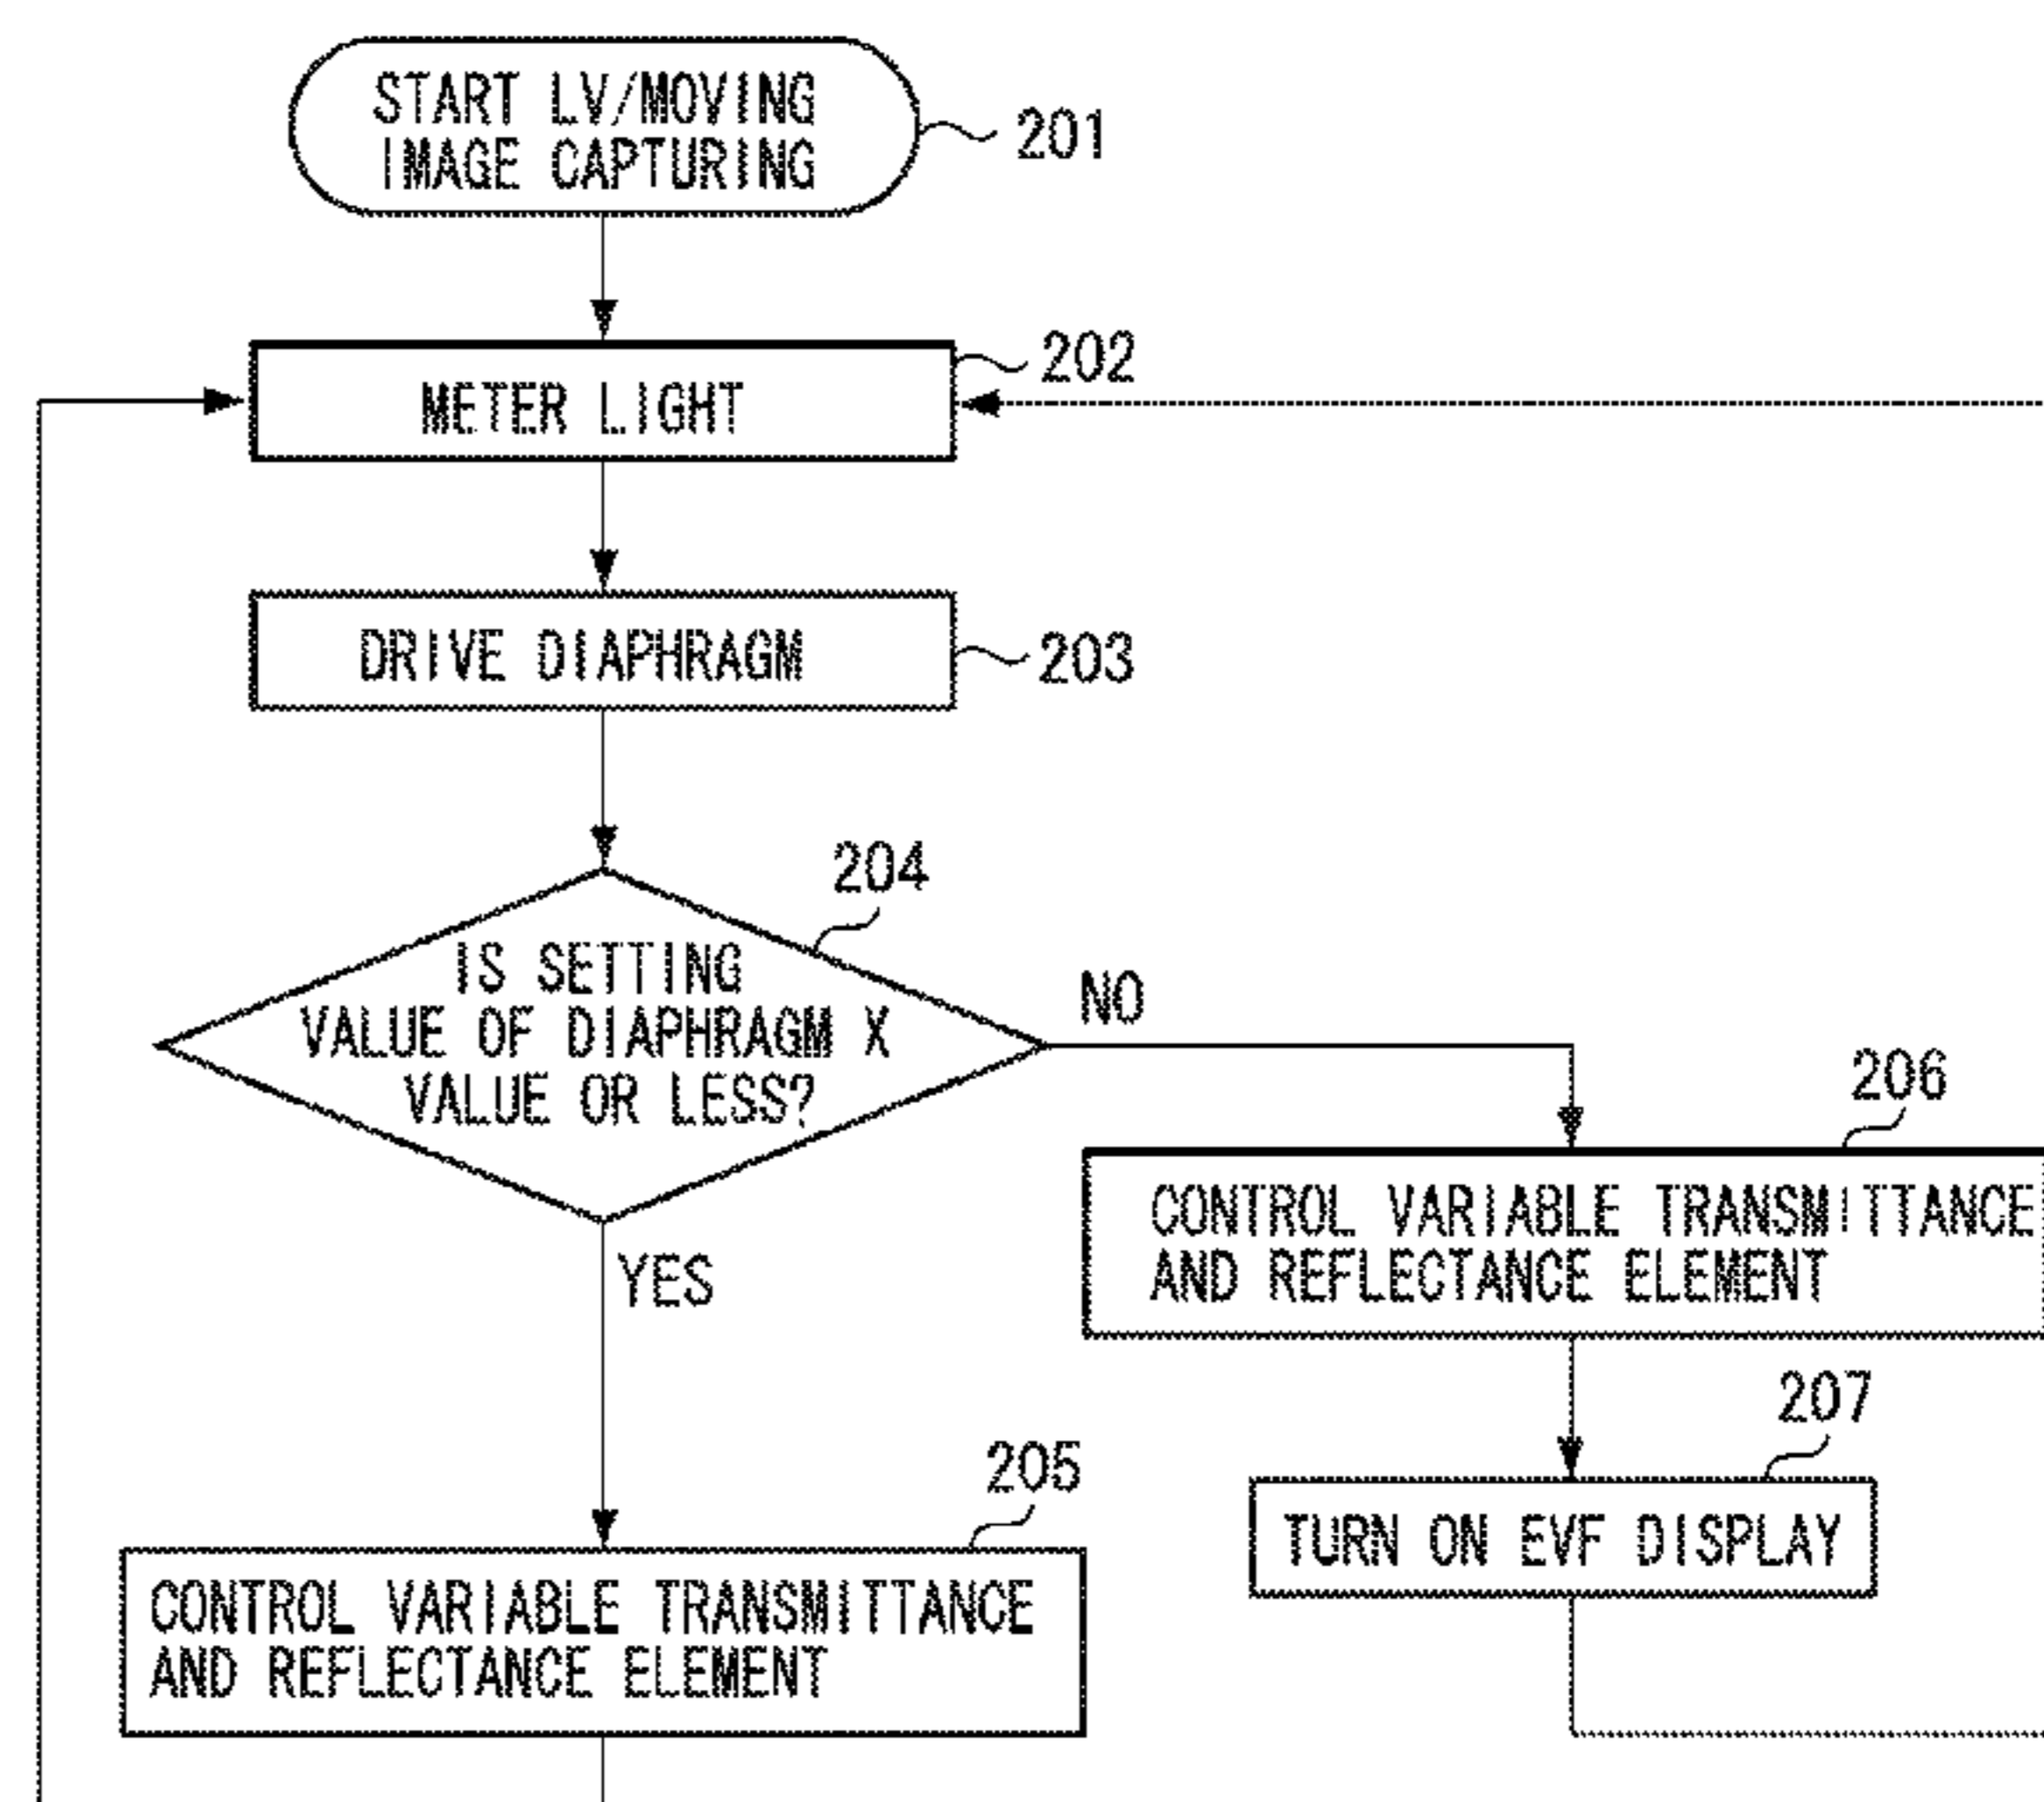 START LV/MOVING
IMAGE CAPTURING
201
202
METER LIGHT
DRIVE DIAPHRAGM
203
204
IS SETTING
VALUE OF DIAPHRAGM X
VALUE OR LESS?
NO
YES
206
CONTROL VARIABLE TRANSMITTANCE
AND REFLECTANCE ELEMENT
207
TURN ON EVF DISPLAY
205
CONTROL VARIABLE TRANSMITTANCE
AND REFLECTANCE ELEMENT